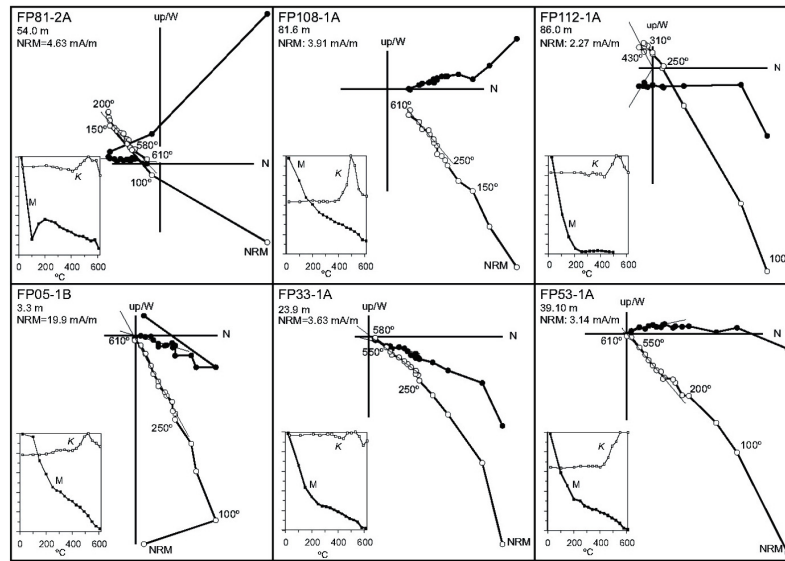 FP81-2A
54.0 m
NRM=4.63 mA/m
up/W
N
200º
150º
580º
610º
100º
NRM
K
M
0 200 400 600
ºC
FP108-1A
81.6 m
NRM: 3.91 mA/m
up/W
N
610º
250º
150º
NRM
M
K
0 200 400 600
ºC
FP112-1A
86.0 m
NRM: 2.27 mA/m
up/W
310º
430º
250º
N
100º
K
M
0 200 400 600
ºC
FP05-1B
3.3 m
NRM=19.9 mA/m
up/W
N
610º
250º
100º
NRM
K
M
0 200 400 600
ºC
FP33-1A
23.9 m
NRM=3.63 mA/m
up/W
N
580º
550º
250º
NRM
K
M
0 200 400 600
ºC
FP53-1A
39.10 m
NRM: 3.14 mA/m
up/W
N
610º
550º
200º
100º
NRM
K
M
0 200 400 600
ºC